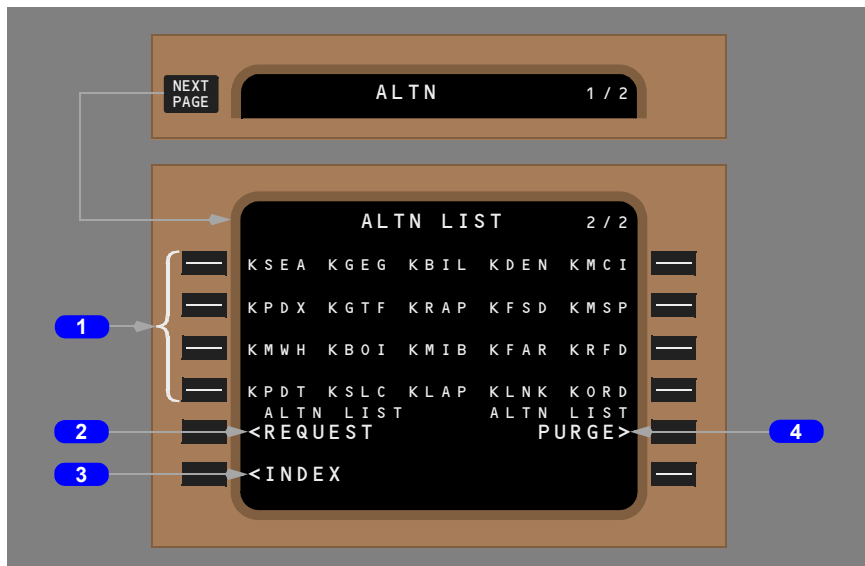 NEXT
PAGE
ALTN 1/2
ALTN LIST 2/2
KSEA KGEG KBIL KDEN KMCI
KPDX KGTF KRAP KFSD KMSP
1
KMWH KBOI KMIB KFAR KRFD
KPDT KSLC KLAP KLNK KORD
ALTN LIST ALTN LIST
2 <REQUEST PURGE> 4
3 <INDEX